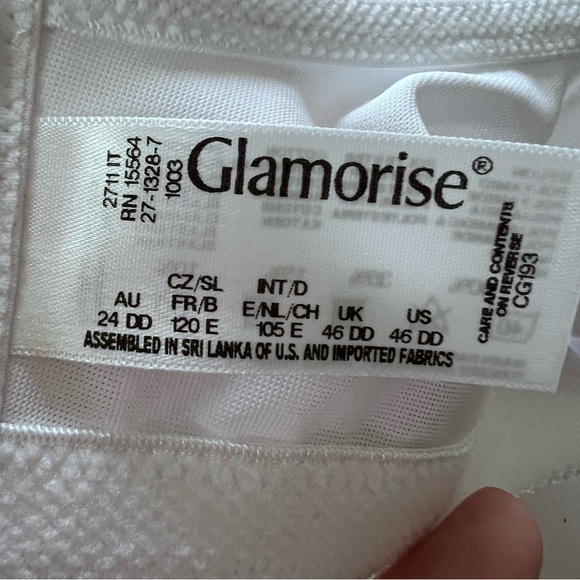 2711 IT
RN 15564
27-1328-7
1003
Glamorise®
AU
24 DD
CZ/SL
FR/B
120 E
INT/D
E/NL/CH
105 E
UK
46 DD
US
46 DD
ASSEMBLED IN SRI LANKA OF U.S. AND IMPORTED FABRICS
CARE AND CONTENTS
ON REVERSE
CG193